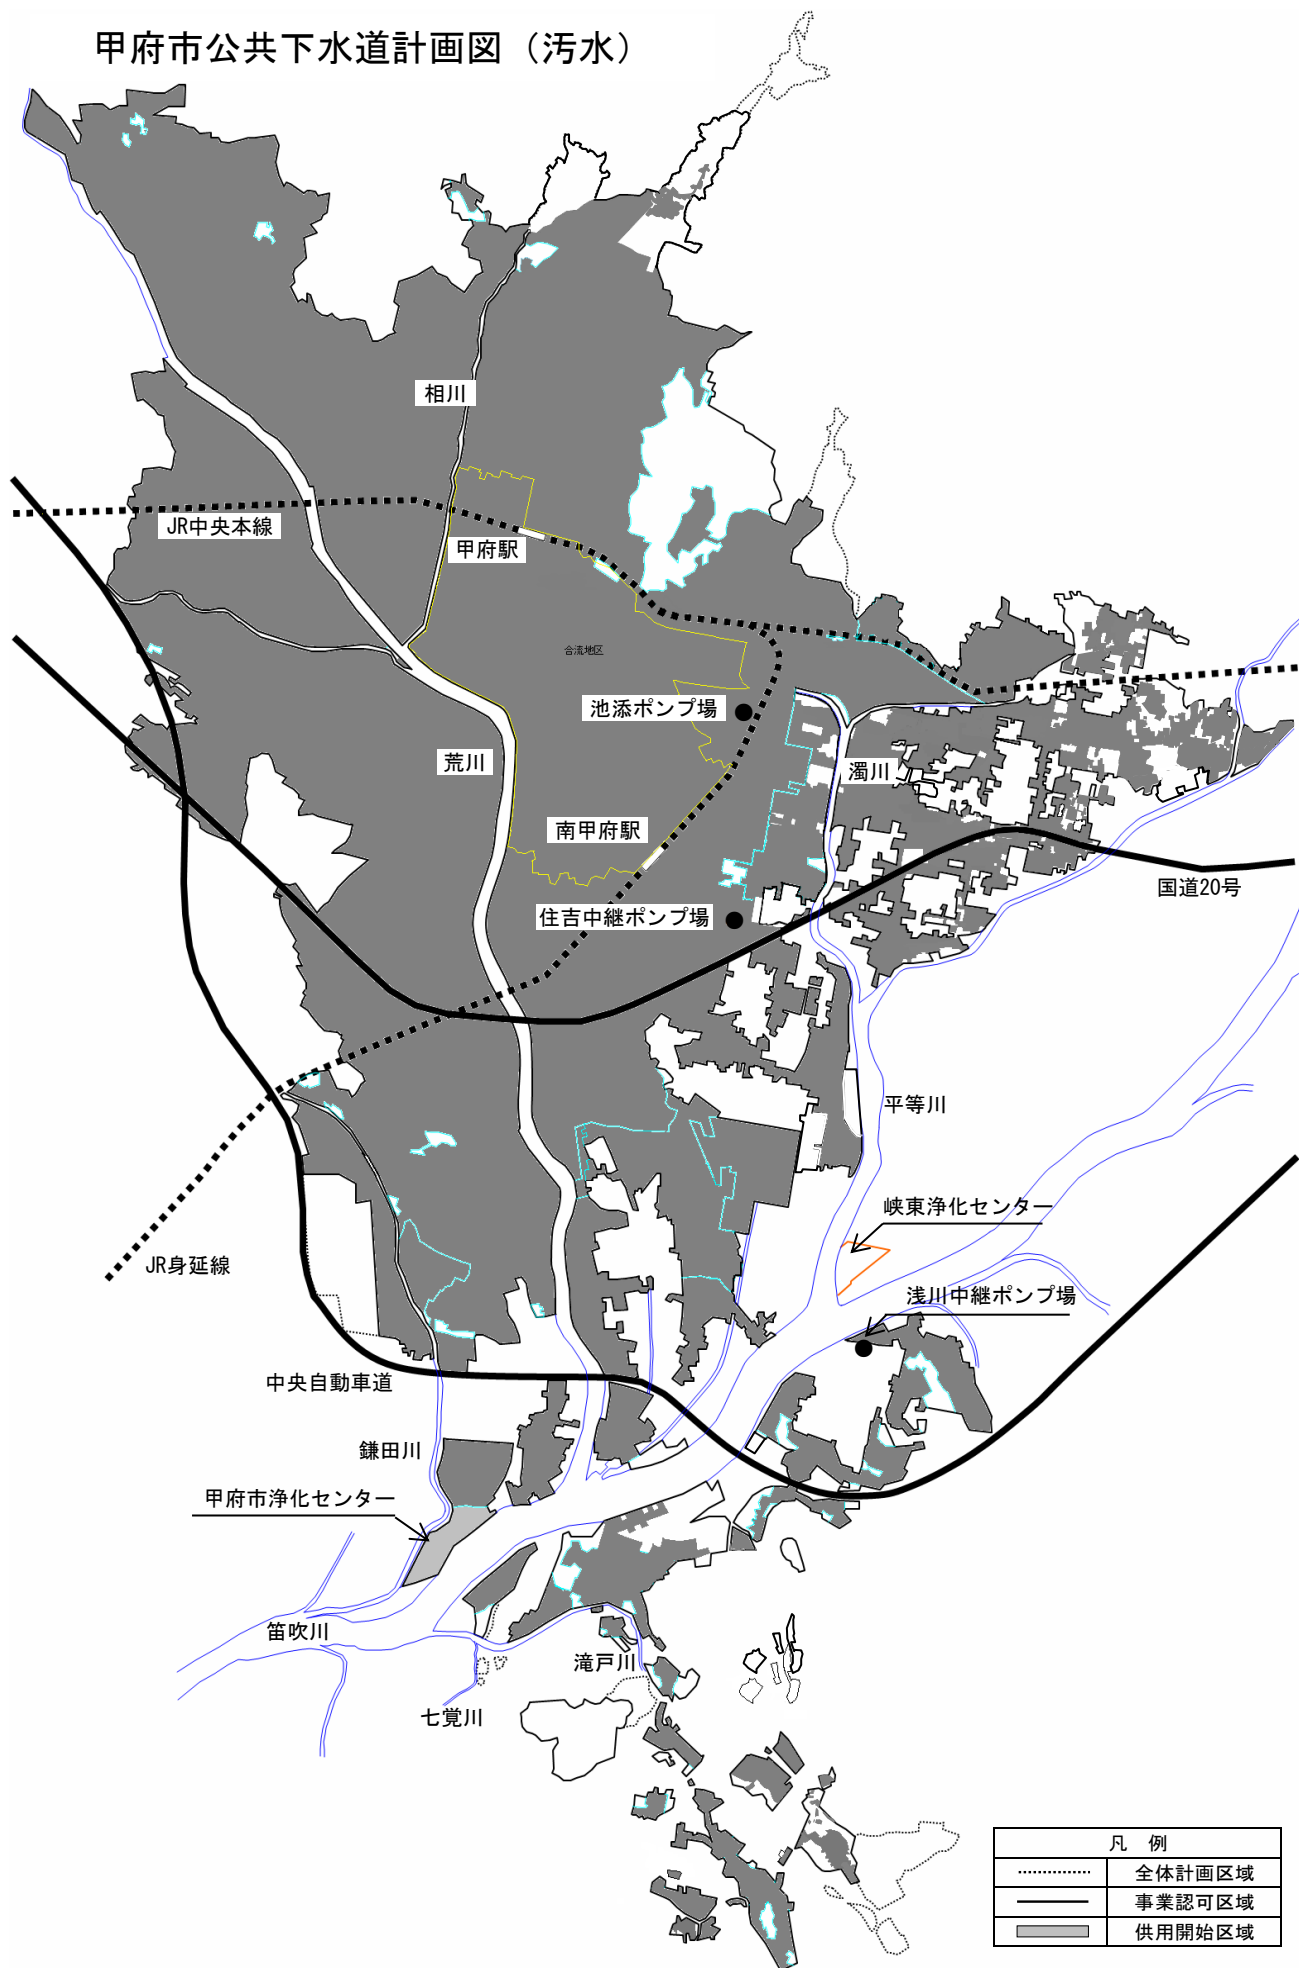 甲府市公共下水道計画図（汚水）
相川
JR中央本線
甲府駅
合流地区
池添ポンプ場
荒川
濁川
南甲府駅
国道20号
住吉中継ポンプ場
平等川
峡東浄化センター
JR身延線
浅川中継ポンプ場
中央自動車道
鎌田川
甲府市浄化センター
笛吹川
滝戸川
七覚川
凡 例
全体計画区域
事業認可区域
供用開始区域